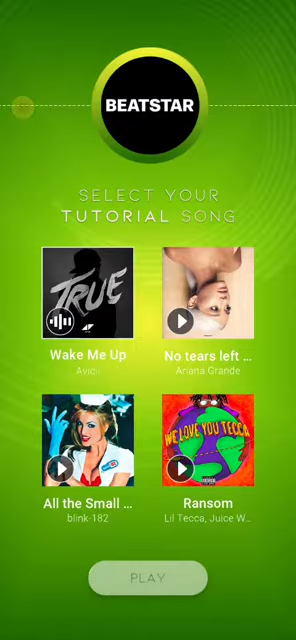 BEATSTAR
SELECT YOUR
TUTORIAL SONG
TRUE
Wake Me Up
Avicii
No tears left ...
Ariana Grande
WE LOVE YOU TECCA
All the Small ...
blink-182
Ransom
Lil Tecca, Juice W...
PLAY